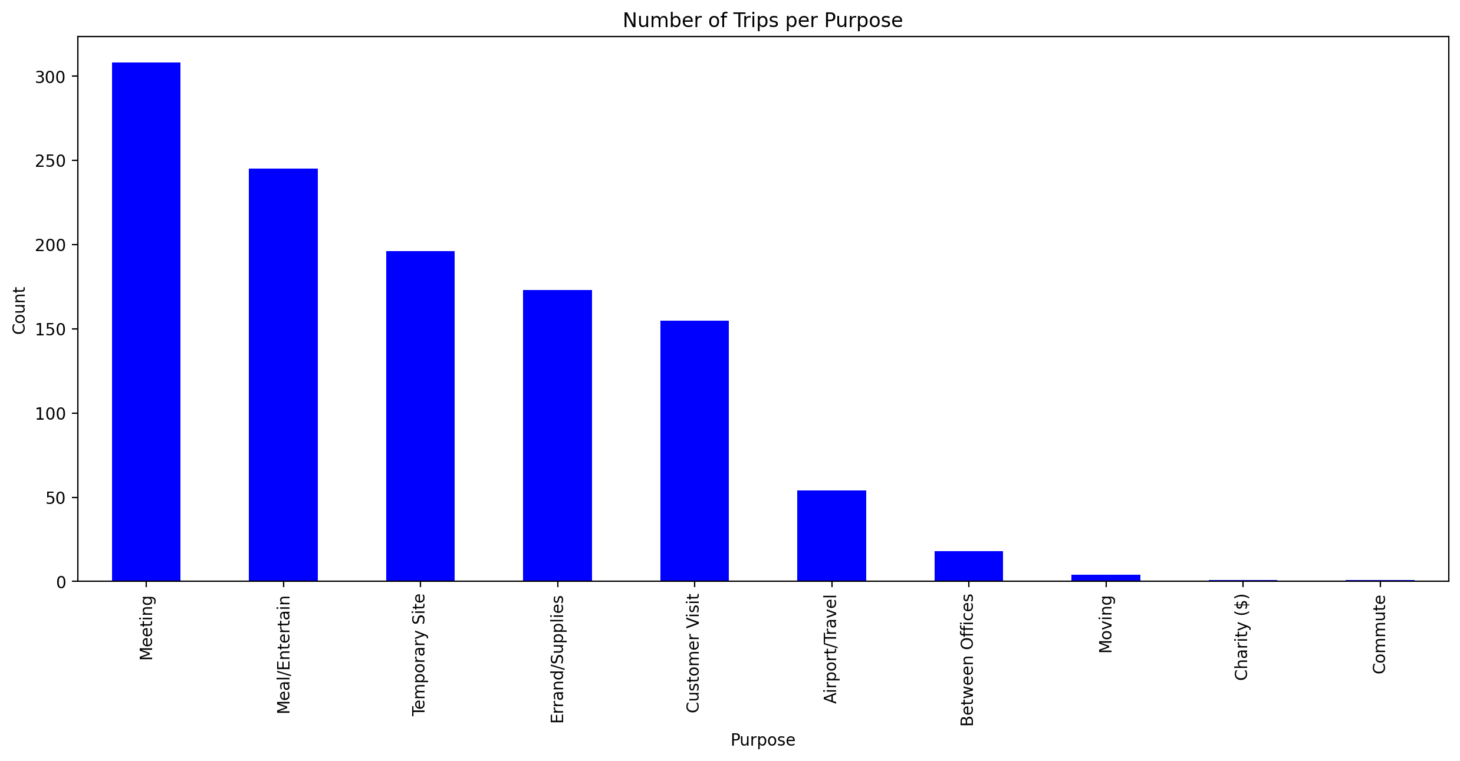 Number of Trips per Purpose
Count
300
250
200
150
100
50
0
Meeting
Meal/Entertain
Temporary Site
Errand/Supplies
Customer Visit
Airport/Travel
Between Offices
Moving
Charity ($)
Commute
Purpose